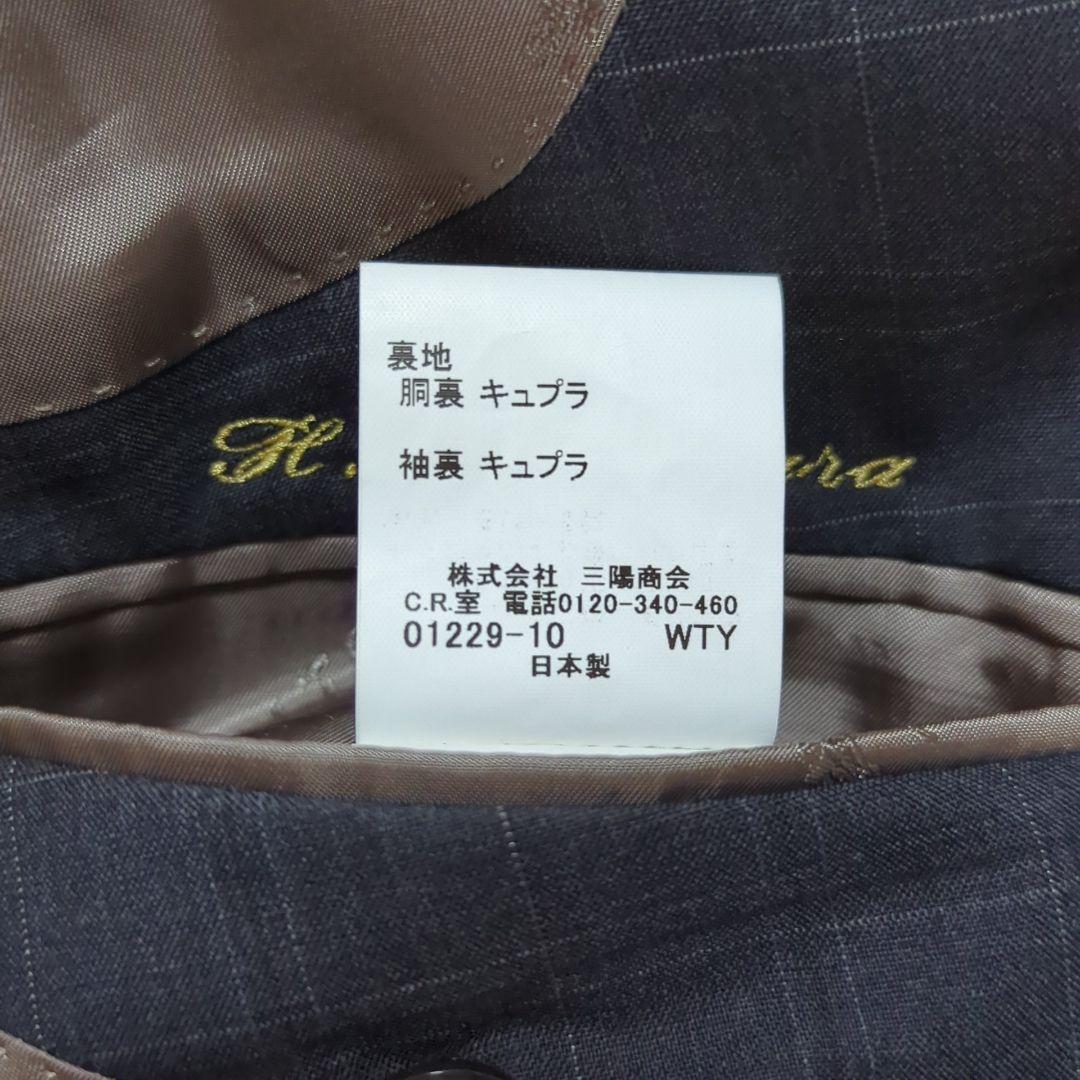 裏地
胴裏 キュプラ
H.
袖裏 キュプラ
株式会社 三陽商会
C.R.室 電話0120-340-460
01229-10 WTY
日本製